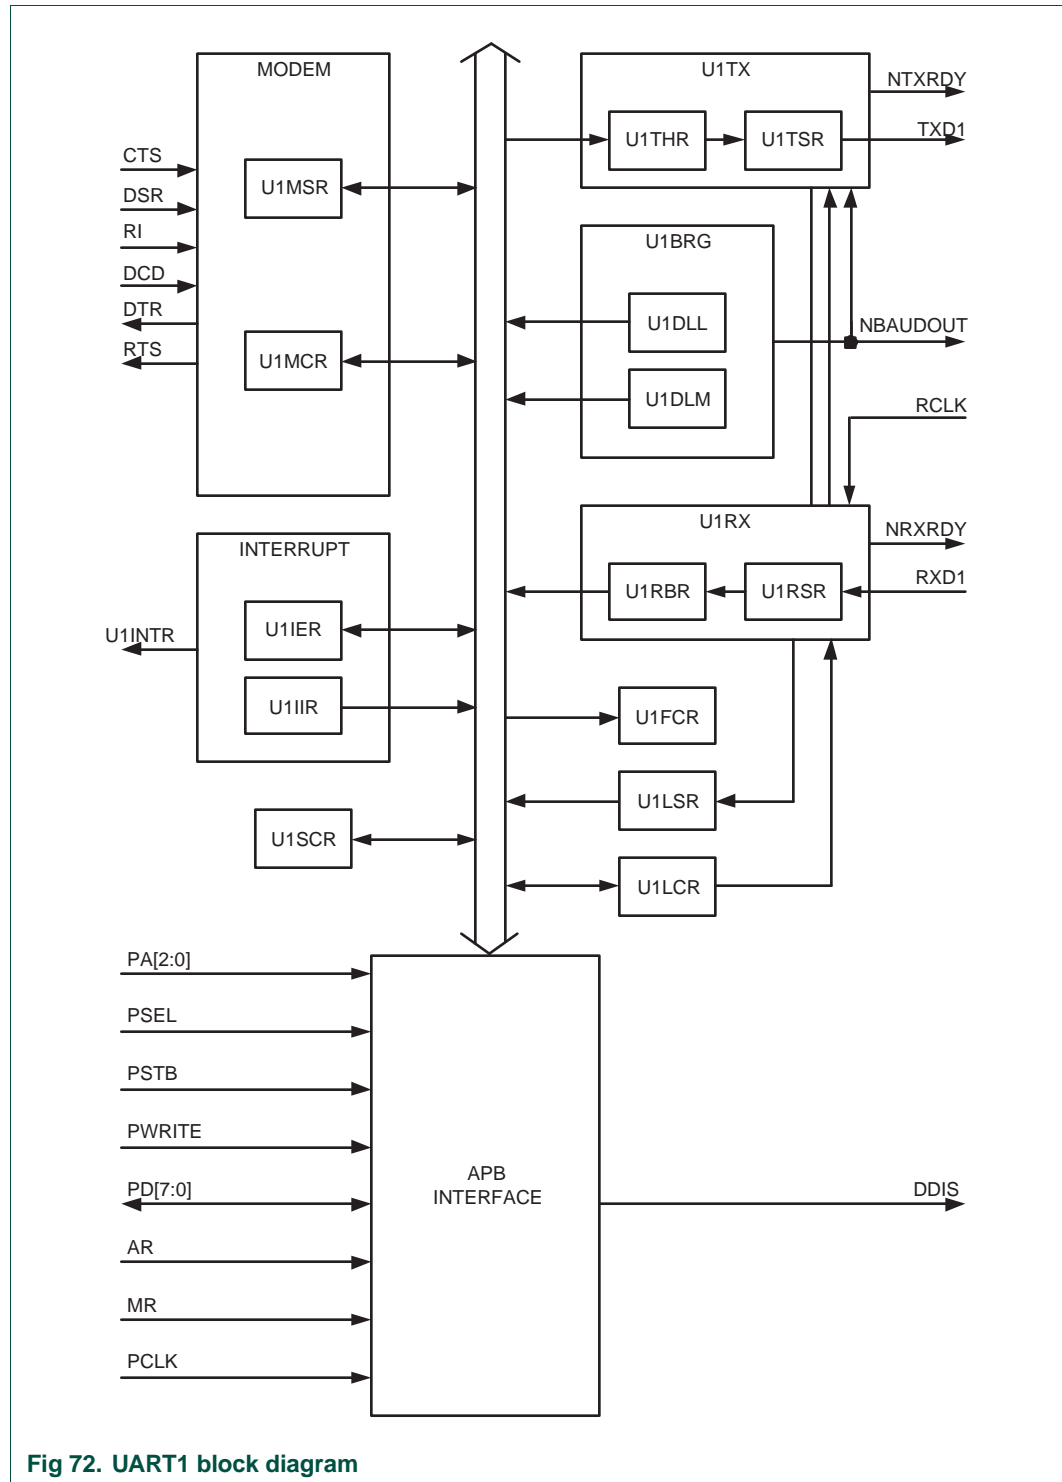 MODEM
CTS
DSR
RI
DCD
DTR
RTS
U1MSR
U1MCR
INTERRUPT
U1INTR
U1IER
U1IIR
U1SCR
U1TX
U1THR
U1TSR
NTXRDY
TXD1
U1BRG
U1DLL
U1DLM
NBAUDOUT
RCLK
U1RX
U1RBR
U1RSR
NRXRDY
RXD1
U1FCR
U1LSR
U1LCR
PA[2:0]
PSEL
PSTB
PWRITE
PD[7:0]
AR
MR
PCLK
APB
INTERFACE
DDIS
Fig 72. UART1 block diagram